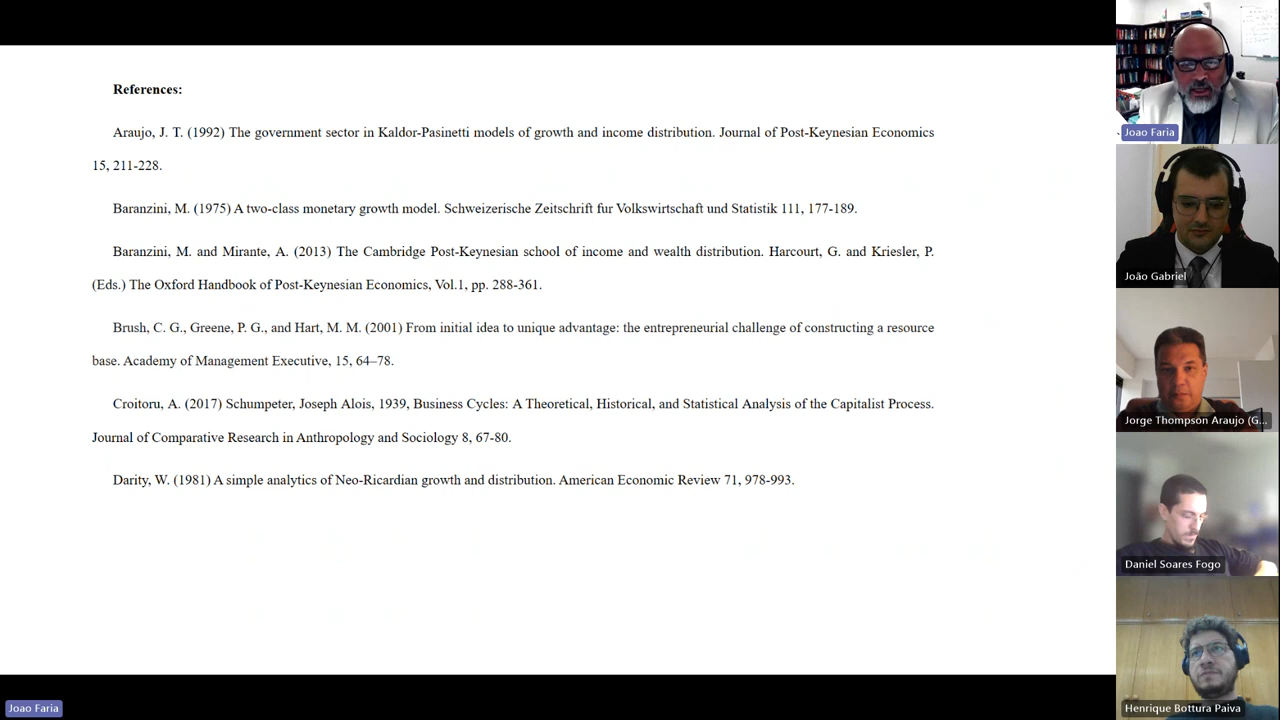 References:
Araujo, J. T. (1992) The government sector in Kaldor-Pasinetti models of growth and income distribution. Journal of Post-Keynesian Economics
15, 211-228.
Baranzini, M. (1975) A two-class monetary growth model. Schweizerische Zeitschrift fur Volkswirtschaft und Statistik 111, 177-189.
Baranzini, M. and Mirante, A. (2013) The Cambridge Post-Keynesian school of income and wealth distribution. Harcourt, G. and Kriesler, P.
(Eds.) The Oxford Handbook of Post-Keynesian Economics, Vol.1, pp. 288-361.
Brush, C. G., Greene, P. G., and Hart, M. M. (2001) From initial idea to unique advantage: the entrepreneurial challenge of constructing a resource
base. Academy of Management Executive, 15, 64–78.
Croitoru, A. (2017) Schumpeter, Joseph Alois, 1939, Business Cycles: A Theoretical, Historical, and Statistical Analysis of the Capitalist Process.
Journal of Comparative Research in Anthropology and Sociology 8, 67-80.
Darity, W. (1981) A simple analytics of Neo-Ricardian growth and distribution. American Economic Review 71, 978-993.
Joao Faria
Joao Faria
João Gabriel
Jorge Thompson Araujo (G...
Daniel Soares Fogo
Henrique Bottura Paiva